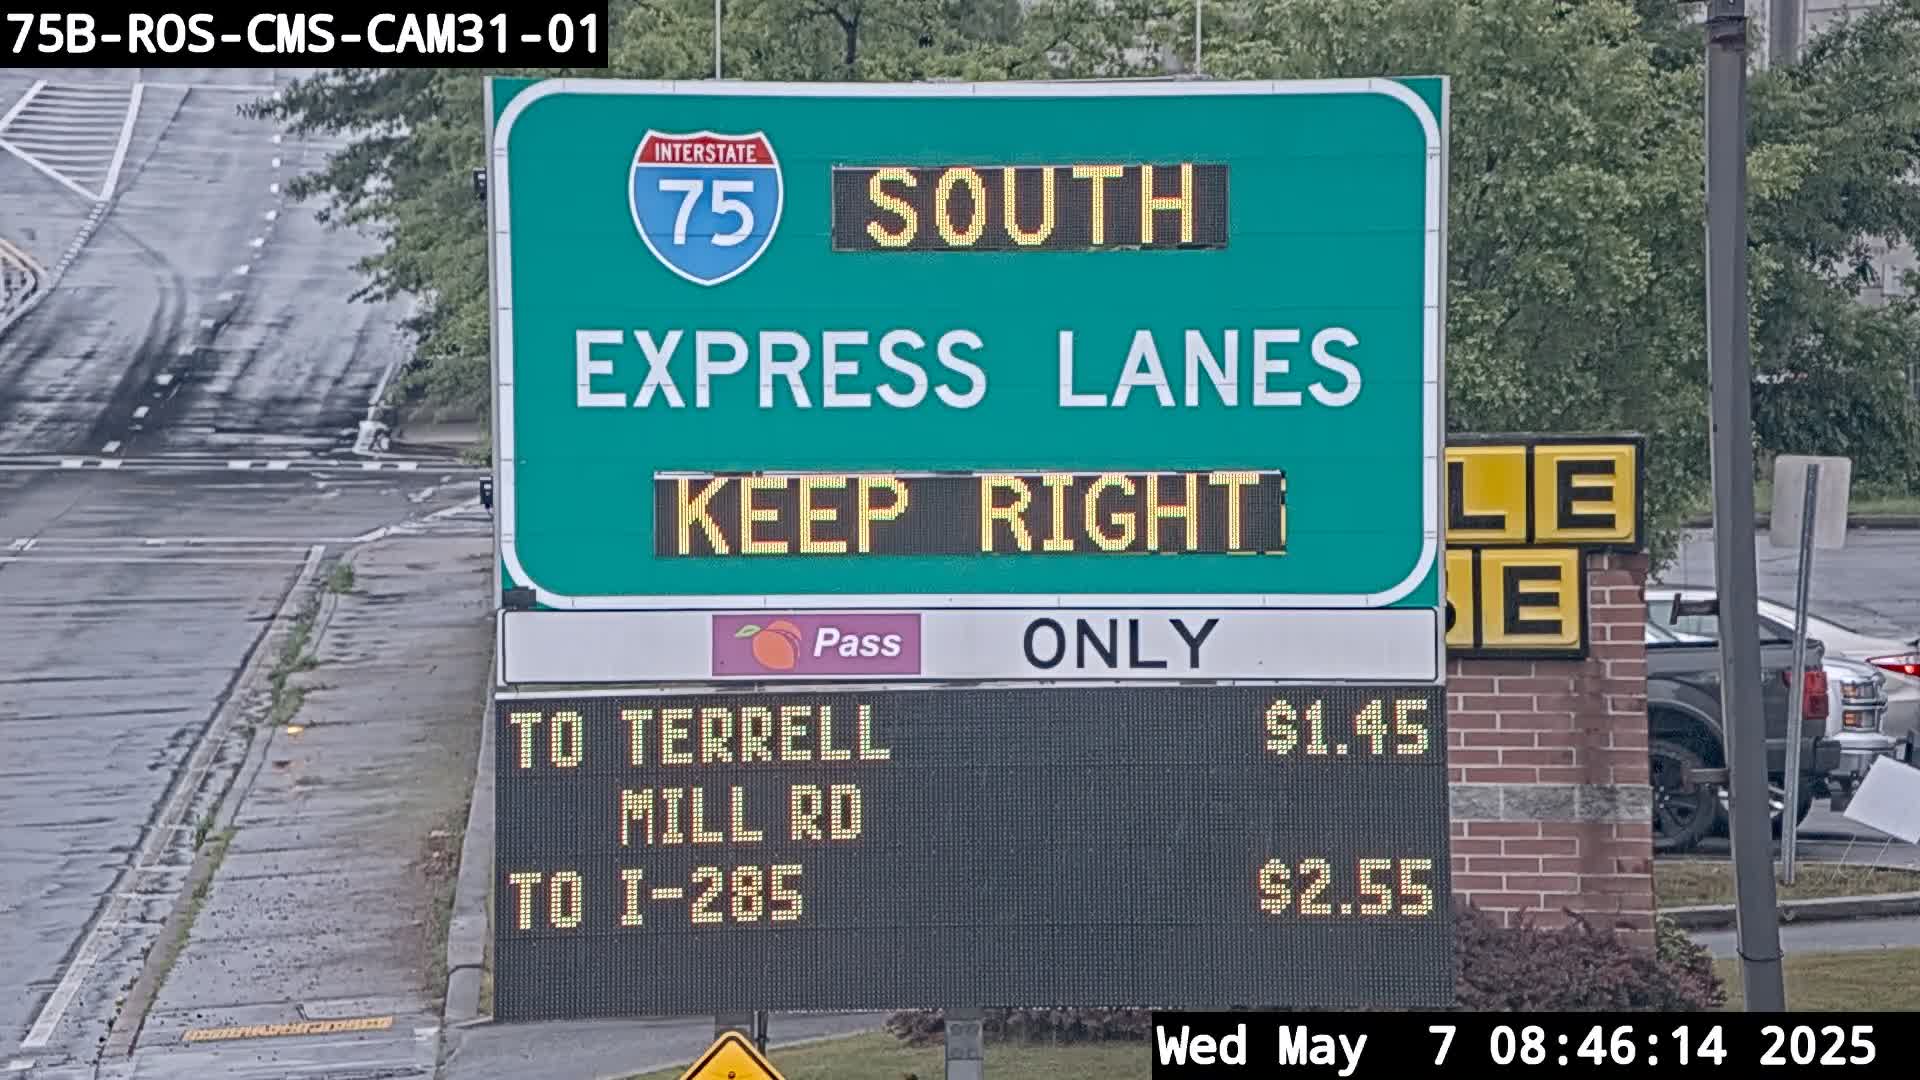 75B-ROS-CMS-CAM31-01
INTERSTATE
75
SOUTH
EXPRESS LANES
KEEP RIGHT
Pass ONLY
TO TERRELL $1.45
MILL RD
TO I-285 $2.55
LE
E
Wed May 7 08:46:14 2025